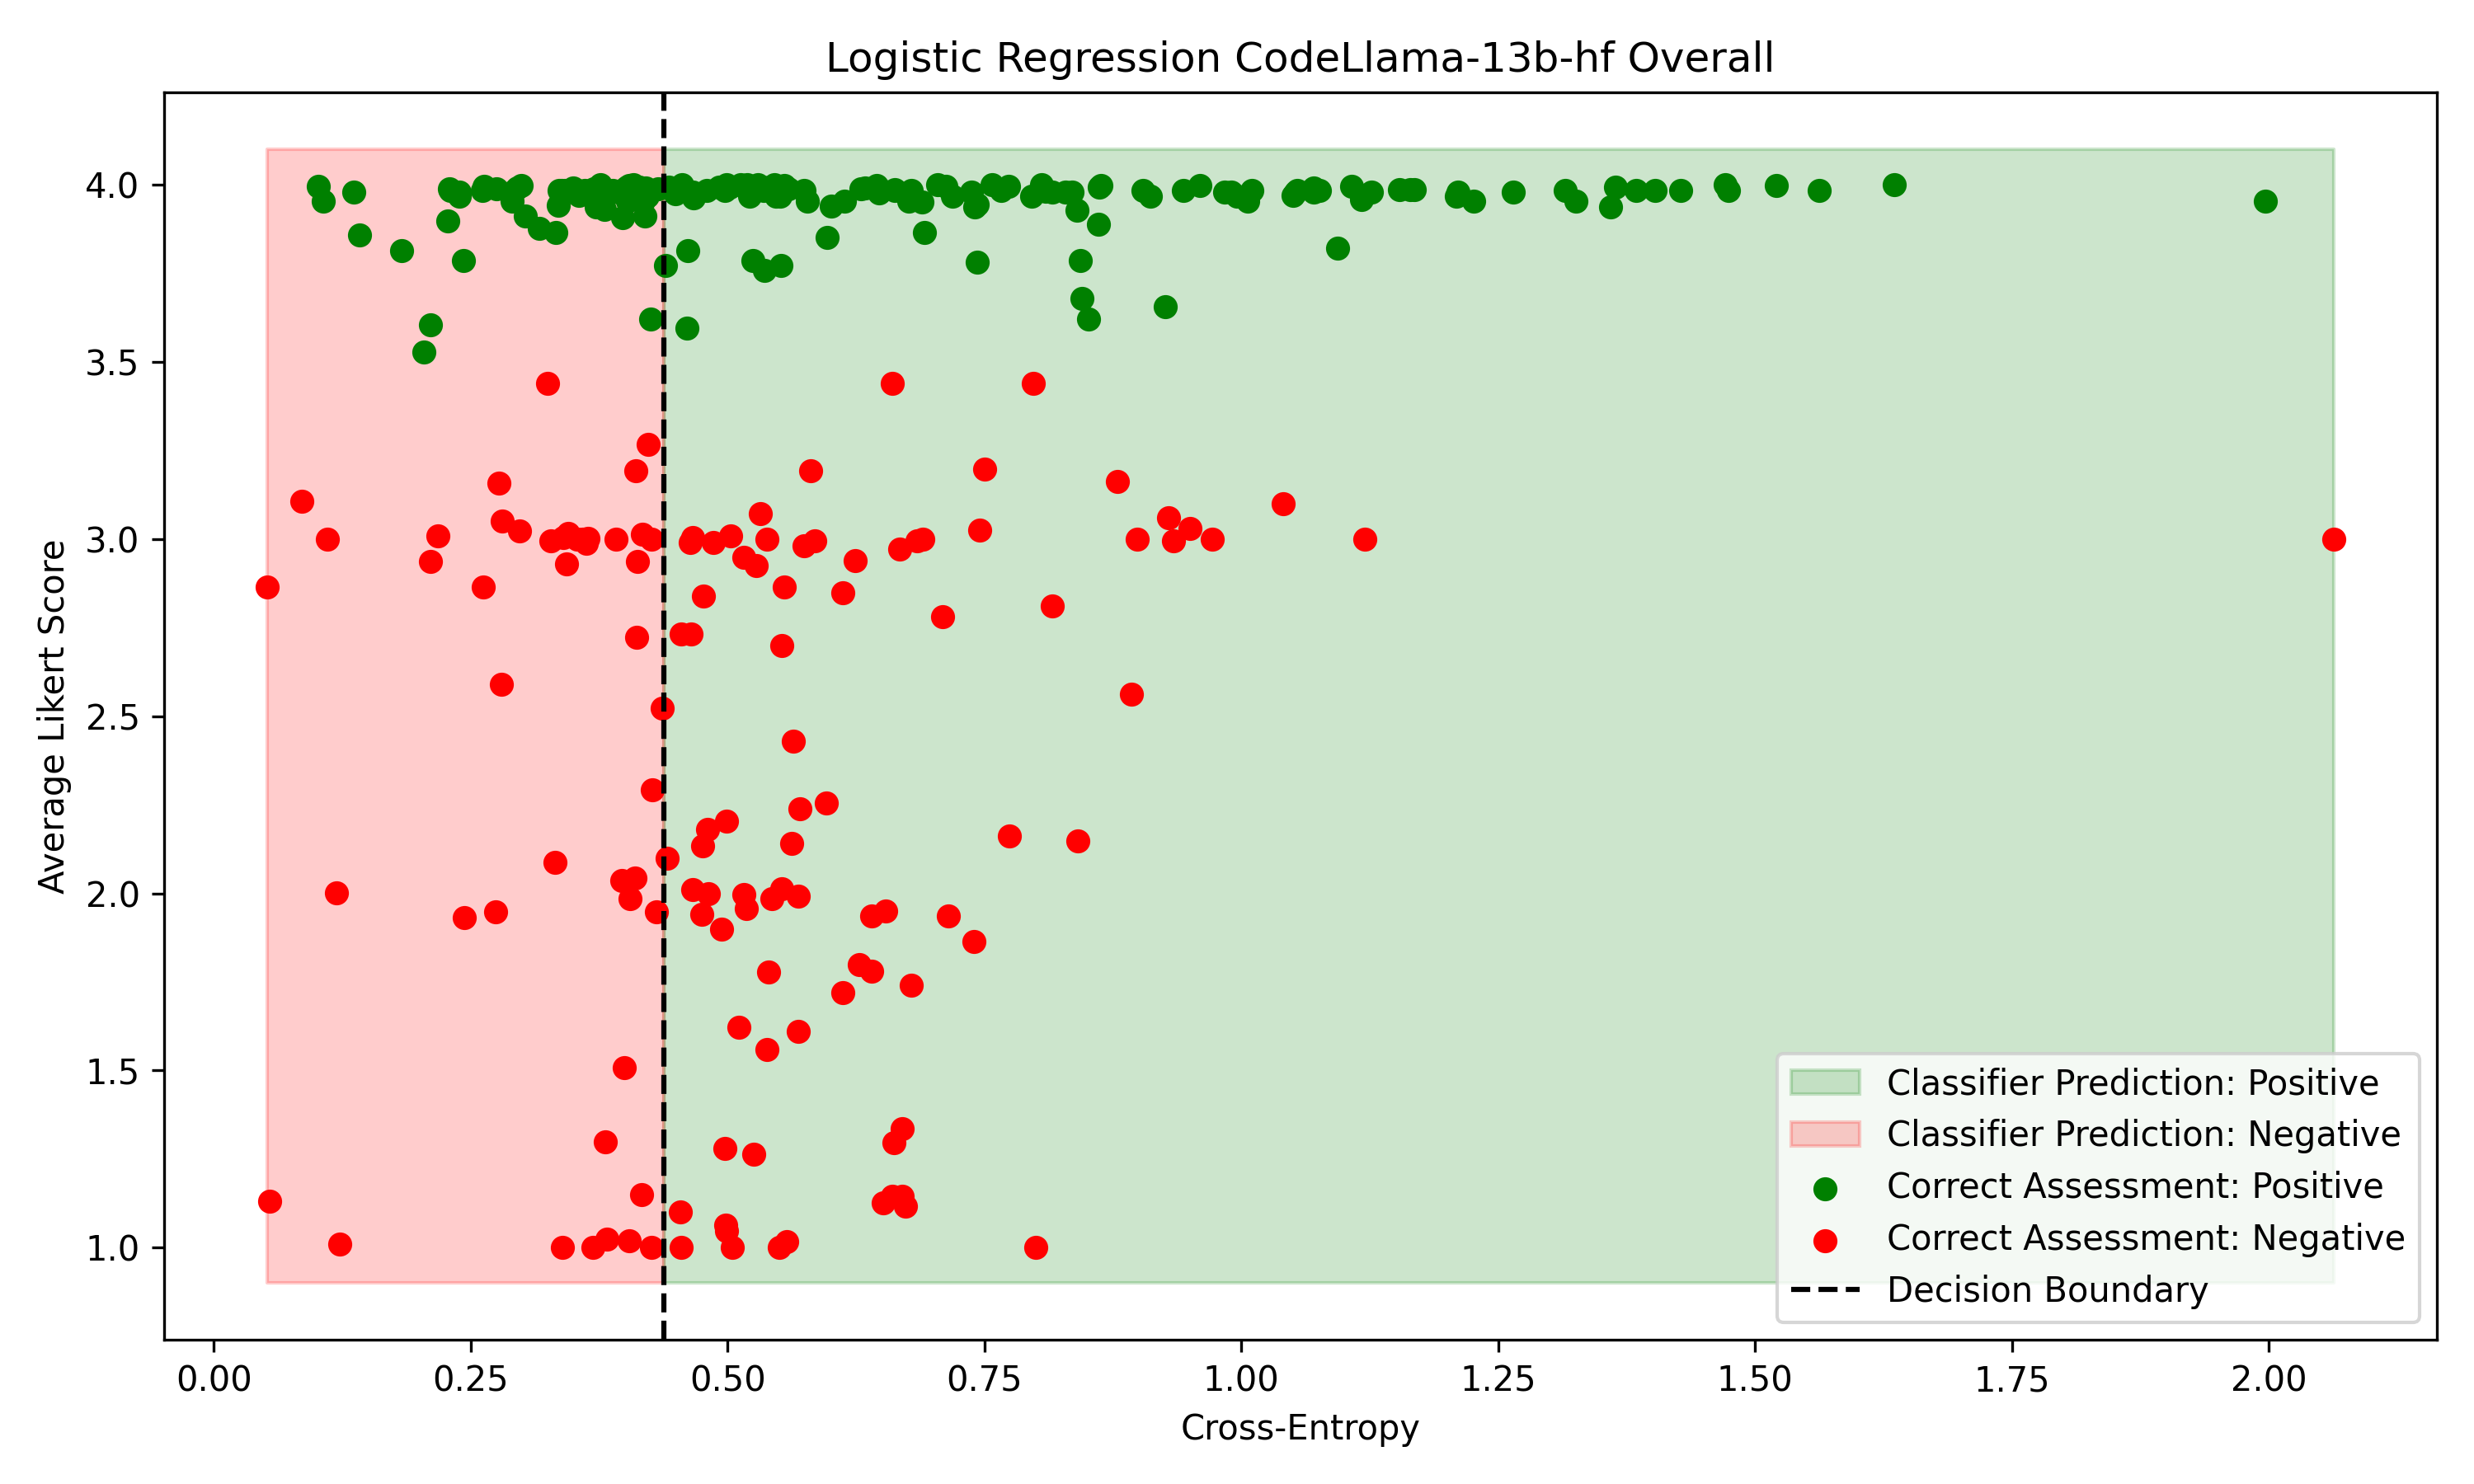 Logistic Regression CodeLlama-13b-hf Overall
Average Likert Score
4.0
3.5
3.0
2.5
2.0
1.5
1.0
Classifier Prediction: Positive
Classifier Prediction: Negative
Correct Assessment: Positive
Correct Assessment: Negative
Decision Boundary
0.00 0.25 0.50 0.75 1.00 1.25 1.50 1.75 2.00
Cross-Entropy